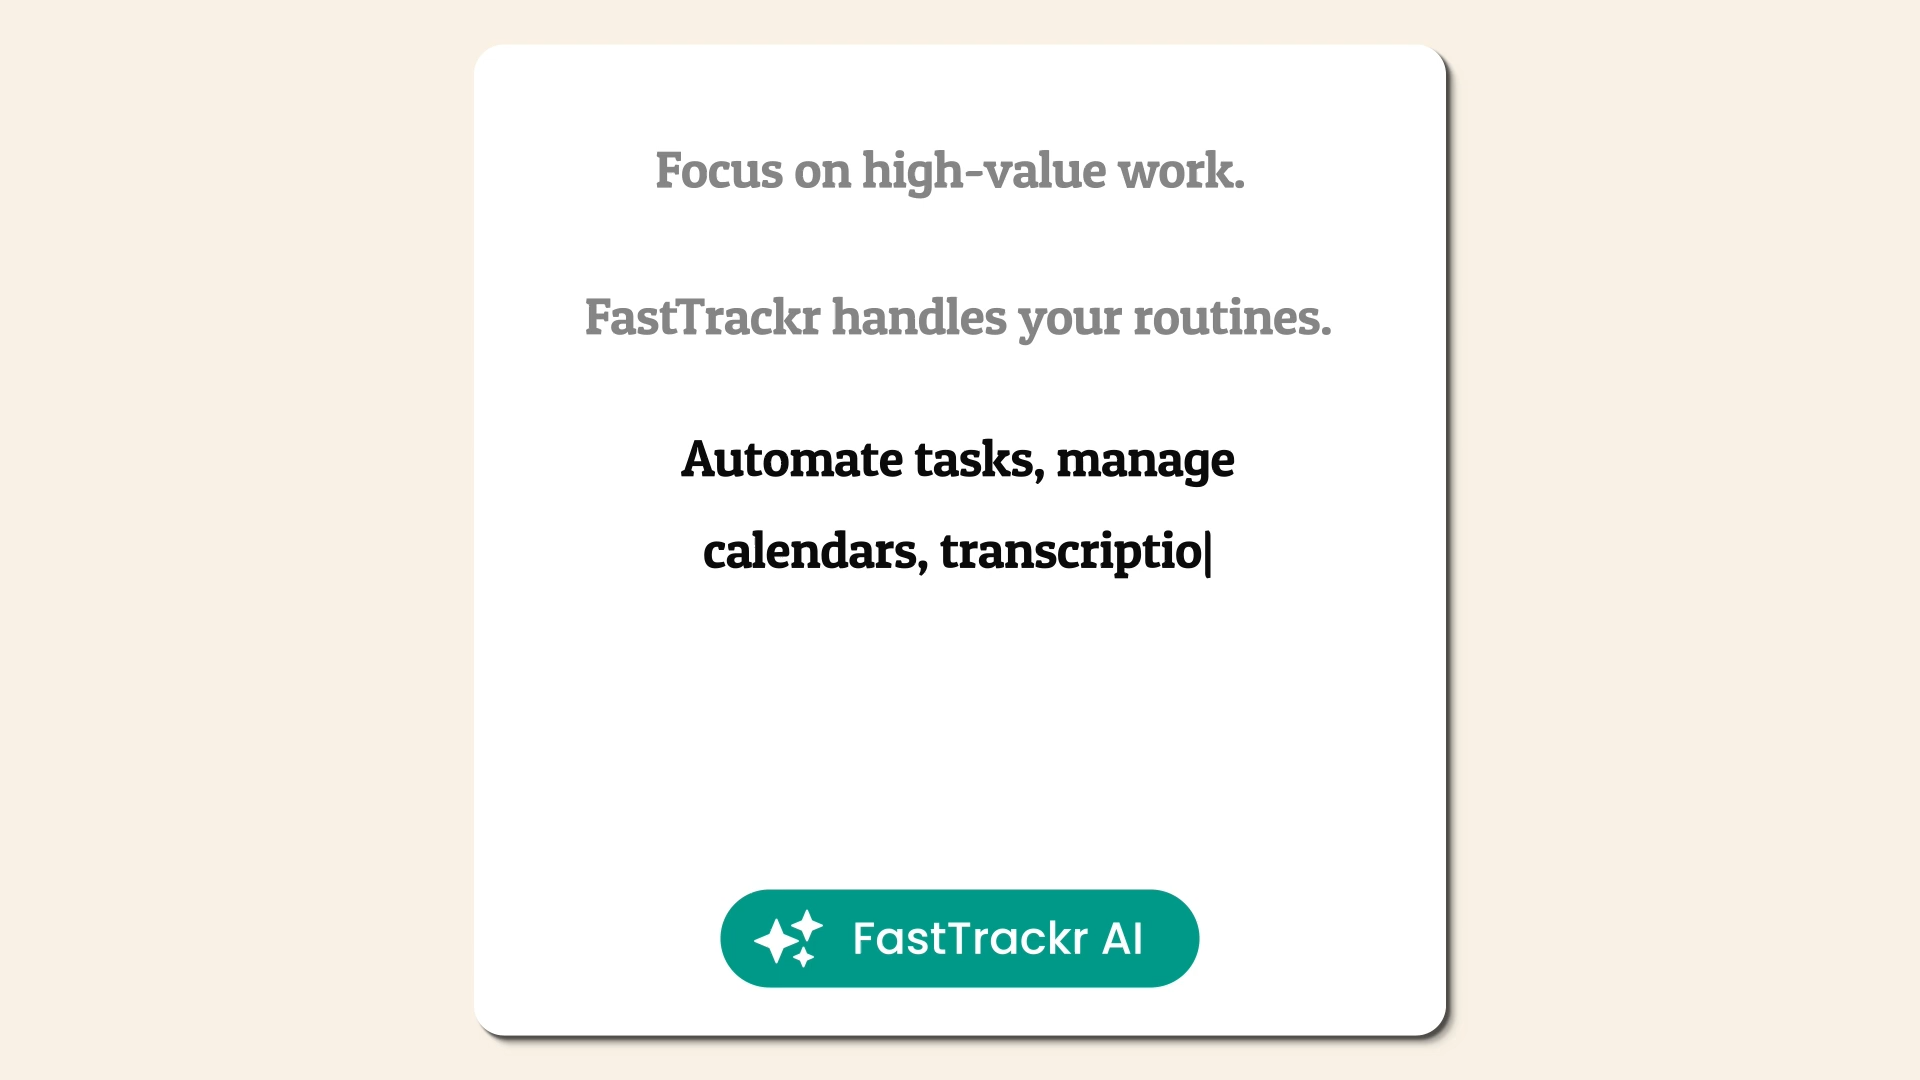 Focus on high-value work.
FastTrackr handles your routines.
Automate tasks, manage
calendars, transcriptio|
FastTrackr AI